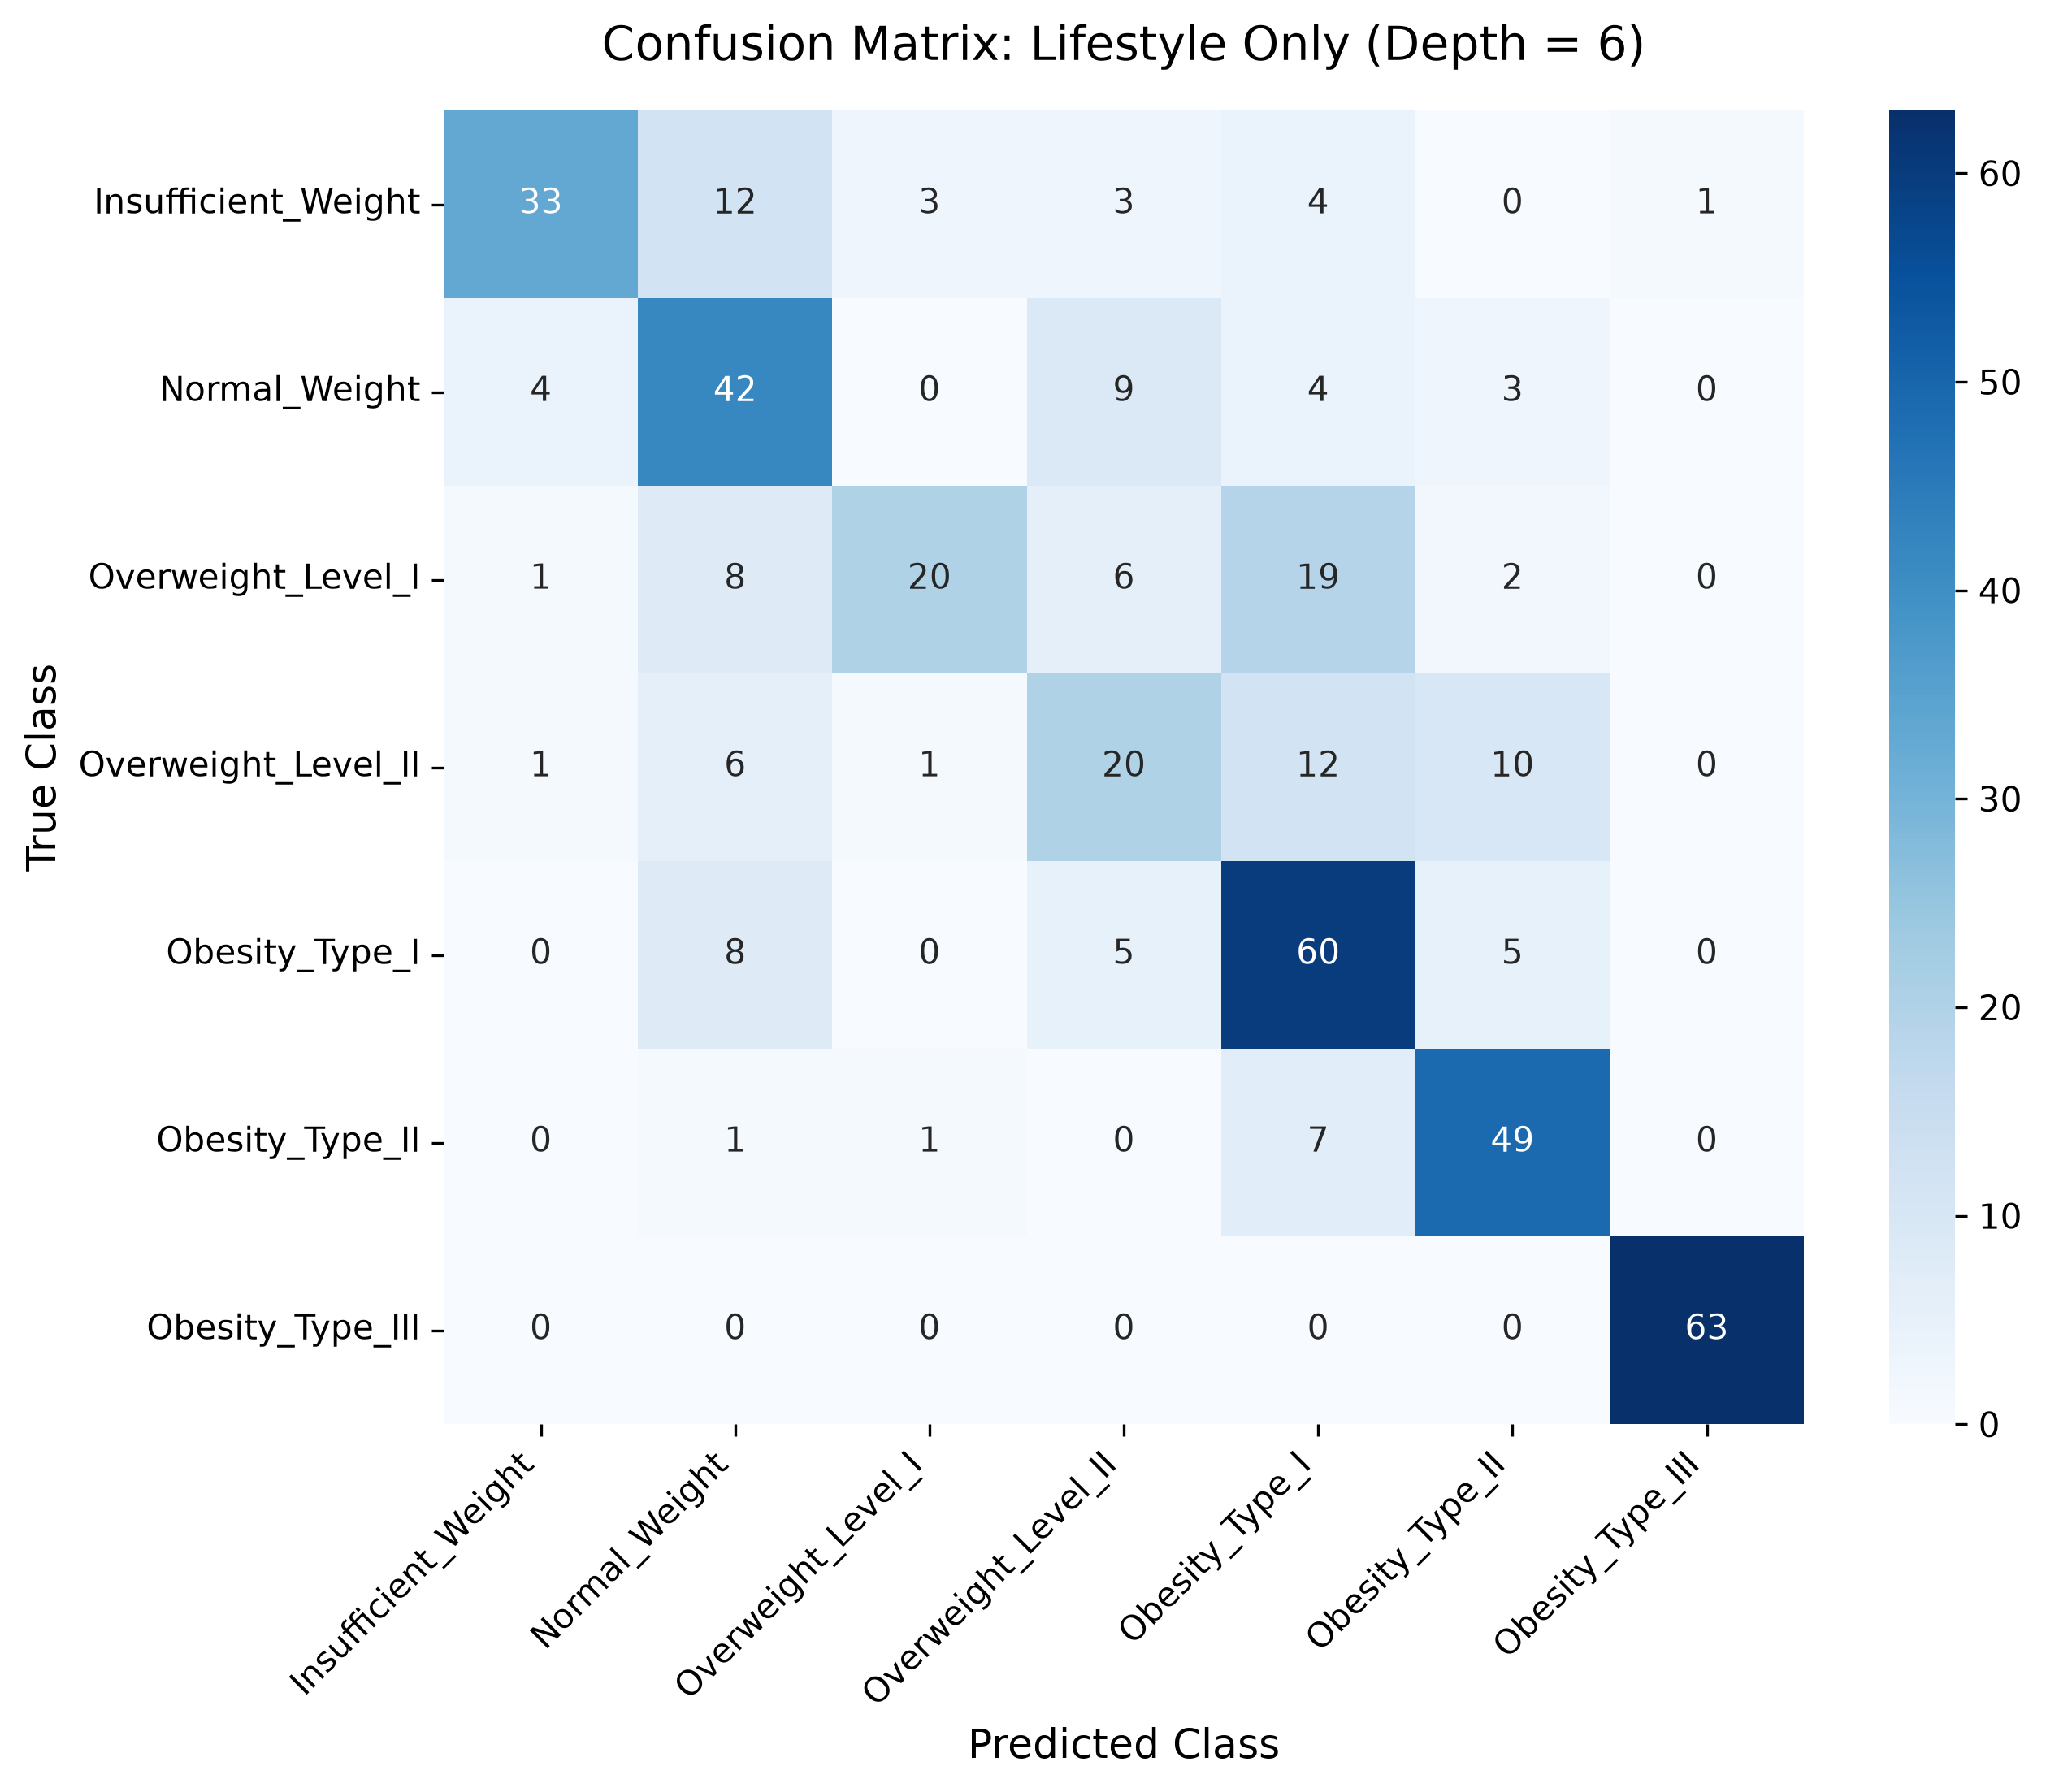 Confusion Matrix: Lifestyle Only (Depth = 6)
True Class
Insufficient_Weight 33 12 3 3 4 0 1
Normal_Weight 4 42 0 9 4 3 0
Overweight_Level_I 1 8 20 6 19 2 0
Overweight_Level_II 1 6 1 20 12 10 0
Obesity_Type_I 0 8 0 5 60 5 0
Obesity_Type_II 0 1 1 0 7 49 0
Obesity_Type_III 0 0 0 0 0 0 63
Insufficient_Weight
Normal_Weight
Overweight_Level_I
Overweight_Level_II
Obesity_Type_I
Obesity_Type_II
Obesity_Type_III
Predicted Class
60
50
40
30
20
10
0